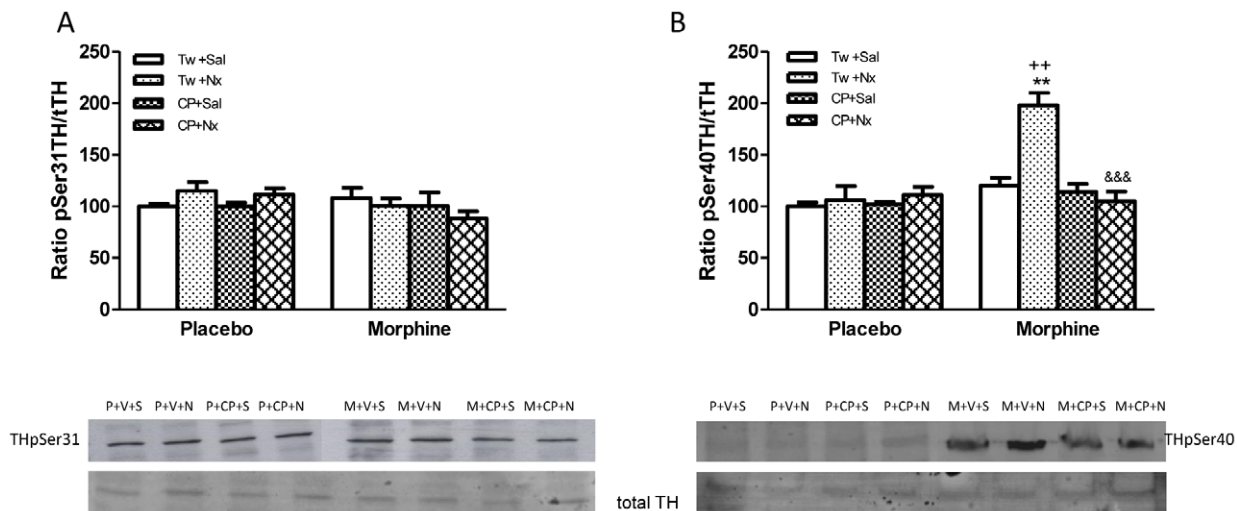 A
Ratio pSer31TH/tTH
250
200
150
100
50
0
Tw +Sal
Tw +Nx
CP+Sal
CP+Nx
Placebo Morphine
B
Ratio pSer40TH/tTH
250
200
150
100
50
0
Tw +Sal
Tw +Nx
CP+Sal
CP+Nx
++
**
&&&
Placebo Morphine
P+V+S P+V+N P+CP+S P+CP+N M+V+S M+V+N M+CP+S M+CP+N
THpSer31
P+V+S P+V+N P+CP+S P+CP+N M+V+S M+V+N M+CP+S M+CP+N
THpSer40
total TH